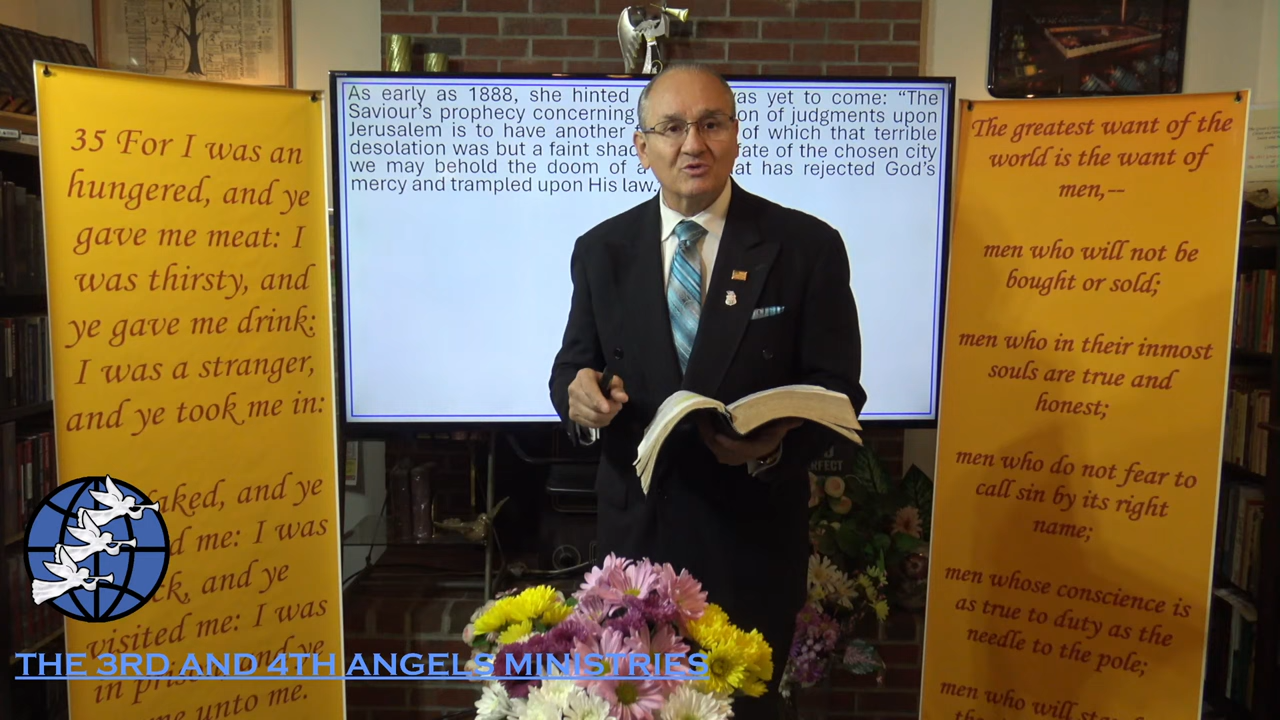 35 For I was an
hungered, and ye
gave me meat: I
was thirsty, and
ye gave me drink:
I was a stranger,
and ye took me in:
aked, and ye
d me: I was
ck, and ye
visited me: I was
in prison, and ye
me unto me.
As early as 1888, she hinted as yet to come: “The
Saviour’s prophecy concerning on of judgments upon
Jerusalem is to have another of which that terrible
desolation was but a faint shad fate of the chosen city
we may behold the doom of a at has rejected God’s
mercy and trampled upon His law.
The greatest want of the
world is the want of
men,--
men who will not be
bought or sold;
men who in their inmost
souls are true and
honest;
men who do not fear to
call sin by its right
name;
men whose conscience is
as true to duty as the
needle to the pole;
men who will
THE 3RD AND 4TH ANGELS MINISTRIES